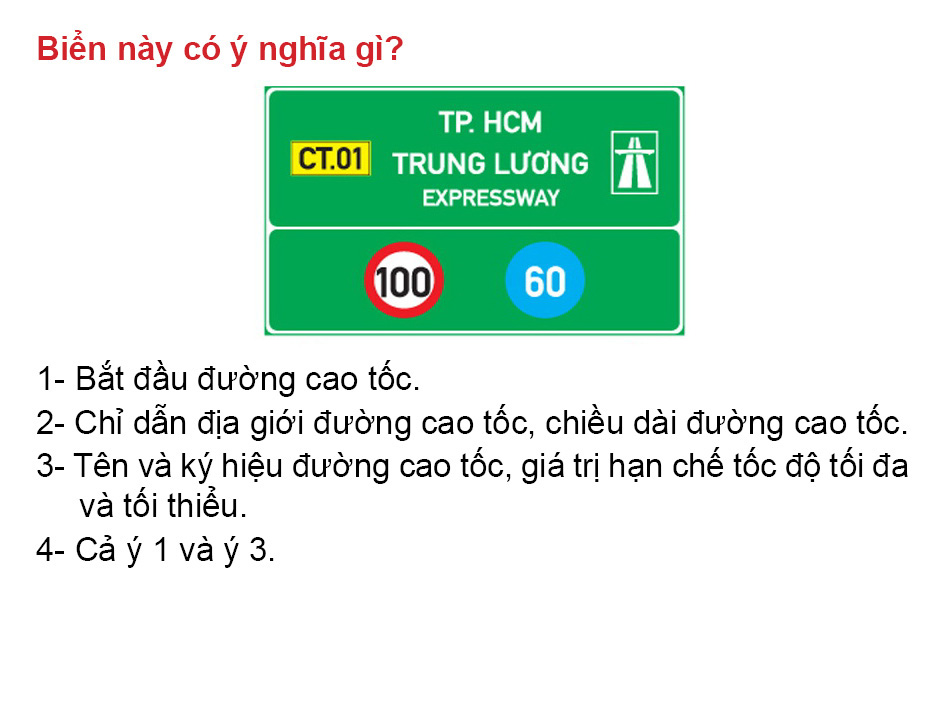 Biển này có ý nghĩa gì?
TP. HCM
CT.01
TRUNG LƯƠNG
EXPRESSWAY
100
60
1- Bắt đầu đường cao tốc.
2- Chỉ dẫn địa giới đường cao tốc, chiều dài đường cao tốc.
3- Tên và ký hiệu đường cao tốc, giá trị hạn chế tốc độ tối đa
và tối thiểu.
4- Cả ý 1 và ý 3.